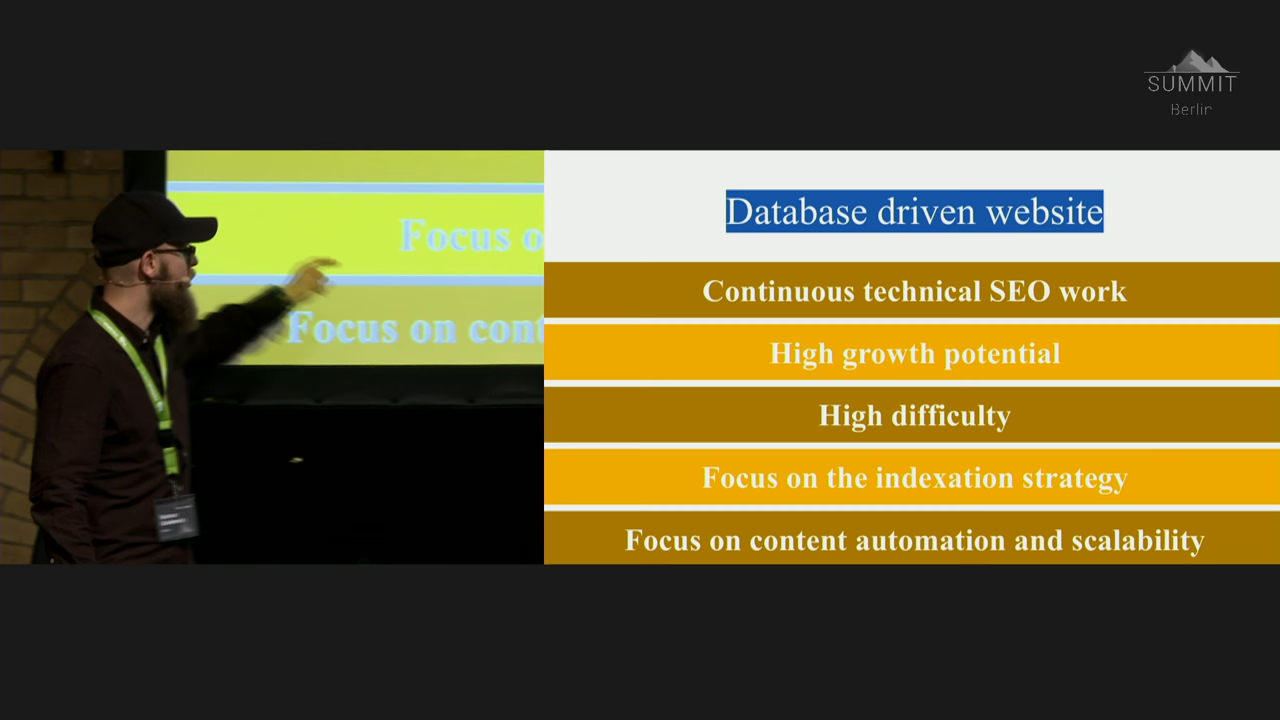 SUMMIT
Berlin
Focus o
Focus on cont
Database driven website
Continuous technical SEO work
High growth potential
High difficulty
Focus on the indexation strategy
Focus on content automation and scalability